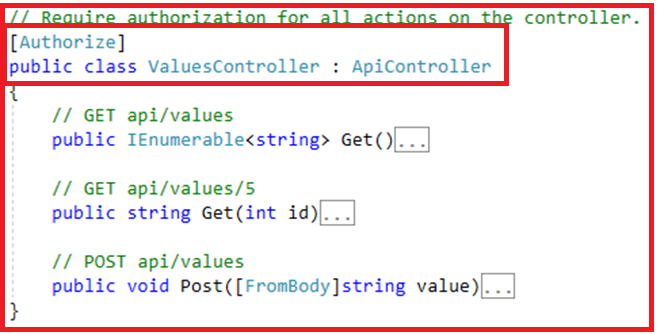 // Require authorization for all actions on the controller.
[Authorize]
public class ValuesController : ApiController
{
// GET api/values
public IEnumerable<string> Get()...
// GET api/values/5
public string Get(int id)...
// POST api/values
public void Post([FromBody]string value)...
}